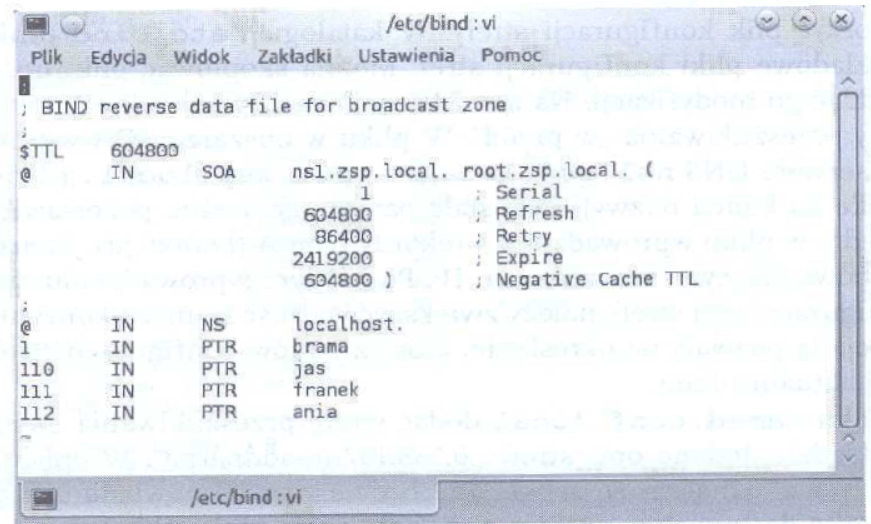 /etc/bind : vi
Plik Edycja Widok Zakładki Ustawienia Pomoc
;
; BIND reverse data file for broadcast zone
;
$TTL 604800
@ IN SOA ns1.zsp.local. root.zsp.local. (
1 ; Serial
604800 ; Refresh
86400 ; Retry
2419200 ; Expire
604800 ) ; Negative Cache TTL
;
@ IN NS localhost.
1 IN PTR brama
110 IN PTR jas
111 IN PTR franek
112 IN PTR ania
~
/etc/bind : vi